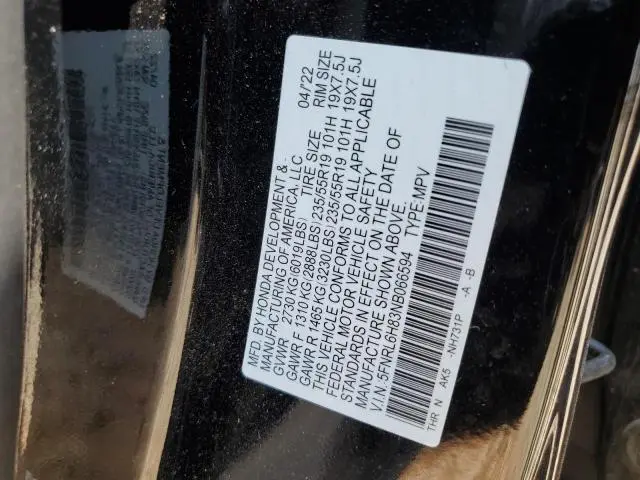 MFD. BY HONDA DEVELOPMENT &
MANUFACTURING OF AMERICA, LLC 04/'22
GVWR 2730 KG(6019LBS) TIRE SIZE RIM SIZE
GAWR F 1310 KG(2888LBS) 235/55R19 101H 19X7.5J
GAWR R 1465 KG(3230LBS) 235/55R19 101H 19X7.5J
THIS VEHICLE CONFORMS TO ALL APPLICABLE
FEDERAL MOTOR VEHICLE SAFETY
STANDARDS IN EFFECT ON THE DATE OF
MANUFACTURE SHOWN ABOVE.
V.I.N. 5FNRL6H83NB066594 TYPE:MPV
THR N AK5 -NH731P -A -B